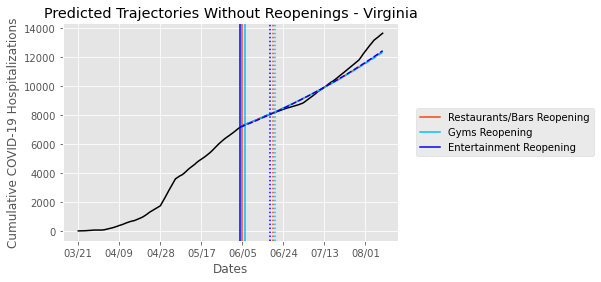 Predicted Trajectories Without Reopenings - Virginia
Cumulative COVID-19 Hospitalizations
14000
12000
10000
8000
6000
4000
2000
0
03/21 04/09 04/28 05/17 06/05 06/24 07/13 08/01
Dates
Restaurants/Bars Reopening
Gyms Reopening
Entertainment Reopening